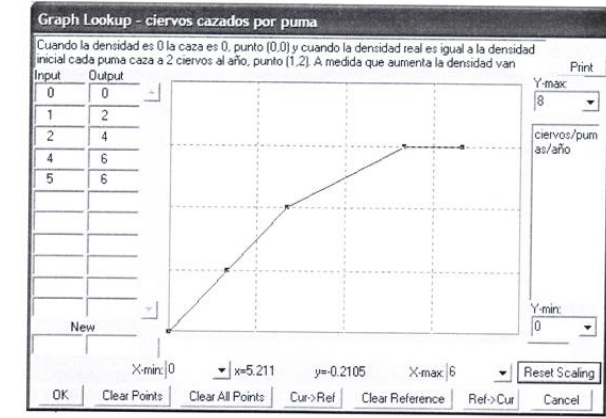 Graph Lookup - ciervos cazados por puma
Cuando la densidad es 0 la caza es 0, punto (0,0) y cuando la densidad real es igual a la densidad
inicial cada puma caza a 2 ciervos al año, punto (1,2). A medida que aumenta la densidad van
Print
Input Output
0 0
1 2
2 4
4 6
5 6
New
Y-max:
8
ciervos/pum
as/año
Y-min:
0
X-min: 0 x=5.211 y=-0.2105 X-max: 6 Reset Scaling
OK Clear Points Clear All Points Cur->Ref Clear Reference Ref->Cur Cancel